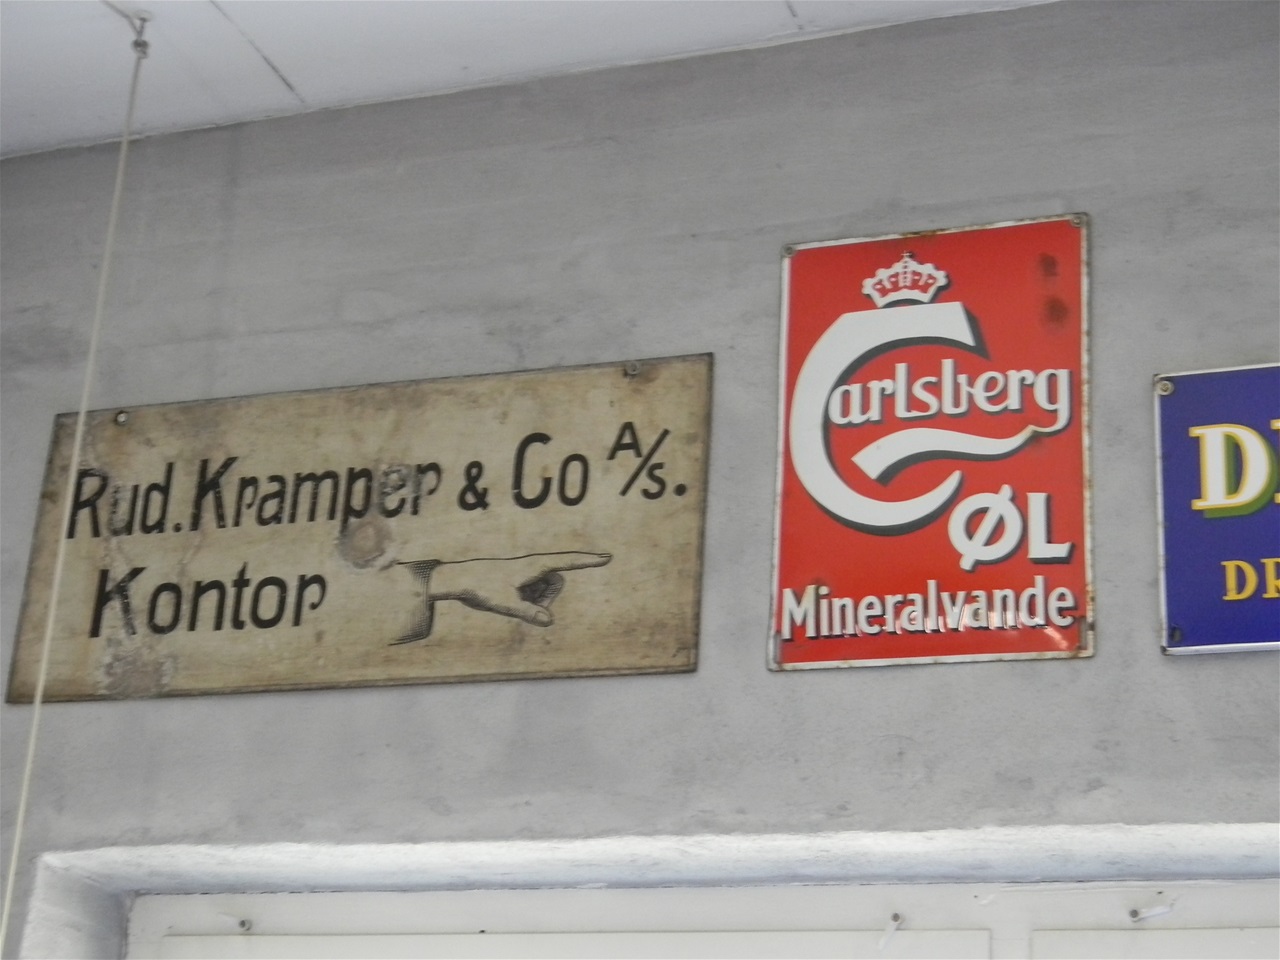 Rud. Kramper & Co A/S.
Kontor
Carlsberg
ØL
Mineralvande